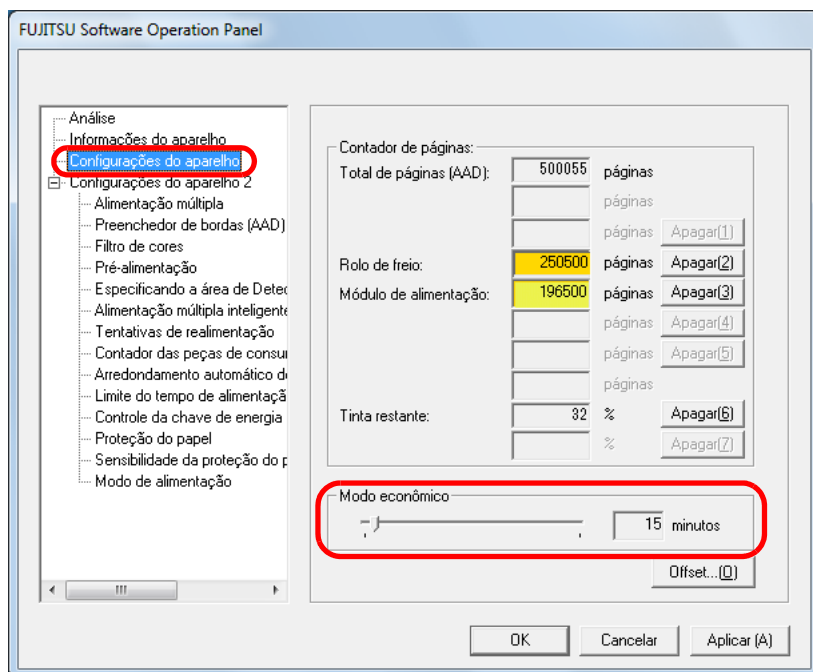 FUJITSU Software Operation Panel
Análise
Informações do aparelho
Configurações do aparelho
Configurações do aparelho 2
Alimentação múltipla
Preenchedor de bordas (AAD)
Filtro de cores
Pré-alimentação
Especificando a área de Detec
Alimentação múltipla inteligente
Tentativas de realimentação
Contador das peças de consu
Arredondamento automático d
Limite do tempo de alimentaçã
Controle da chave de energia
Proteção do papel
Sensibilidade da proteção do p
Modo de alimentação
Contador de páginas:
Total de páginas (AAD): 500055 páginas
páginas
páginas Apagar(1)
Rolo de freio: 250500 páginas Apagar(2)
Módulo de alimentação: 196500 páginas Apagar(3)
páginas Apagar(4)
páginas Apagar(5)
páginas
Tinta restante: 32 % Apagar(6)
% Apagar(7)
Modo econômico
15 minutos
Offset...(O)
OK Cancelar Aplicar (A)